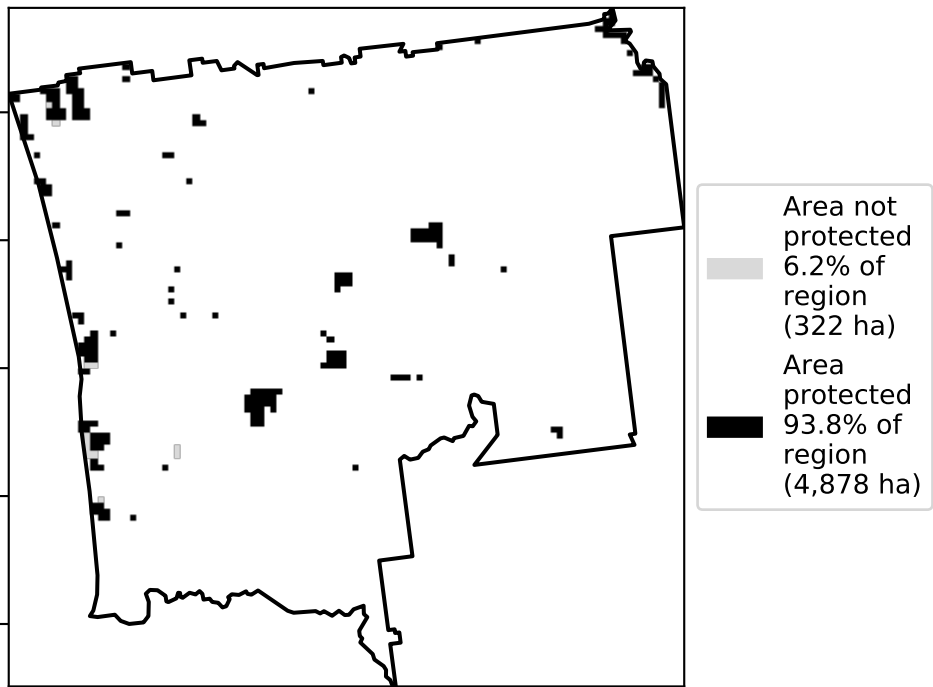 Area not
protected
6.2% of
region
(322 ha)
Area
protected
93.8% of
region
(4,878 ha)